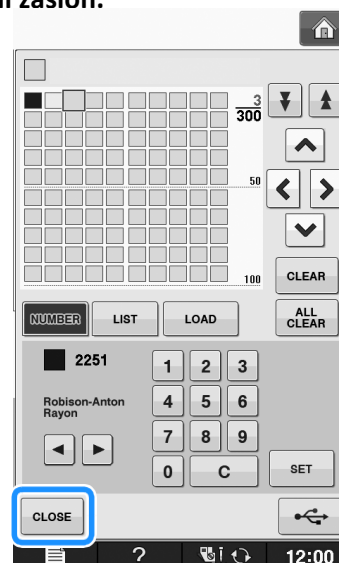 zaslon.
3
300
50
100
CLEAR
NUMBER LIST LOAD ALL CLEAR
2251
Robison-Anton
Rayon
1 2 3
4 5 6
7 8 9
0 C SET
CLOSE
? 12:00